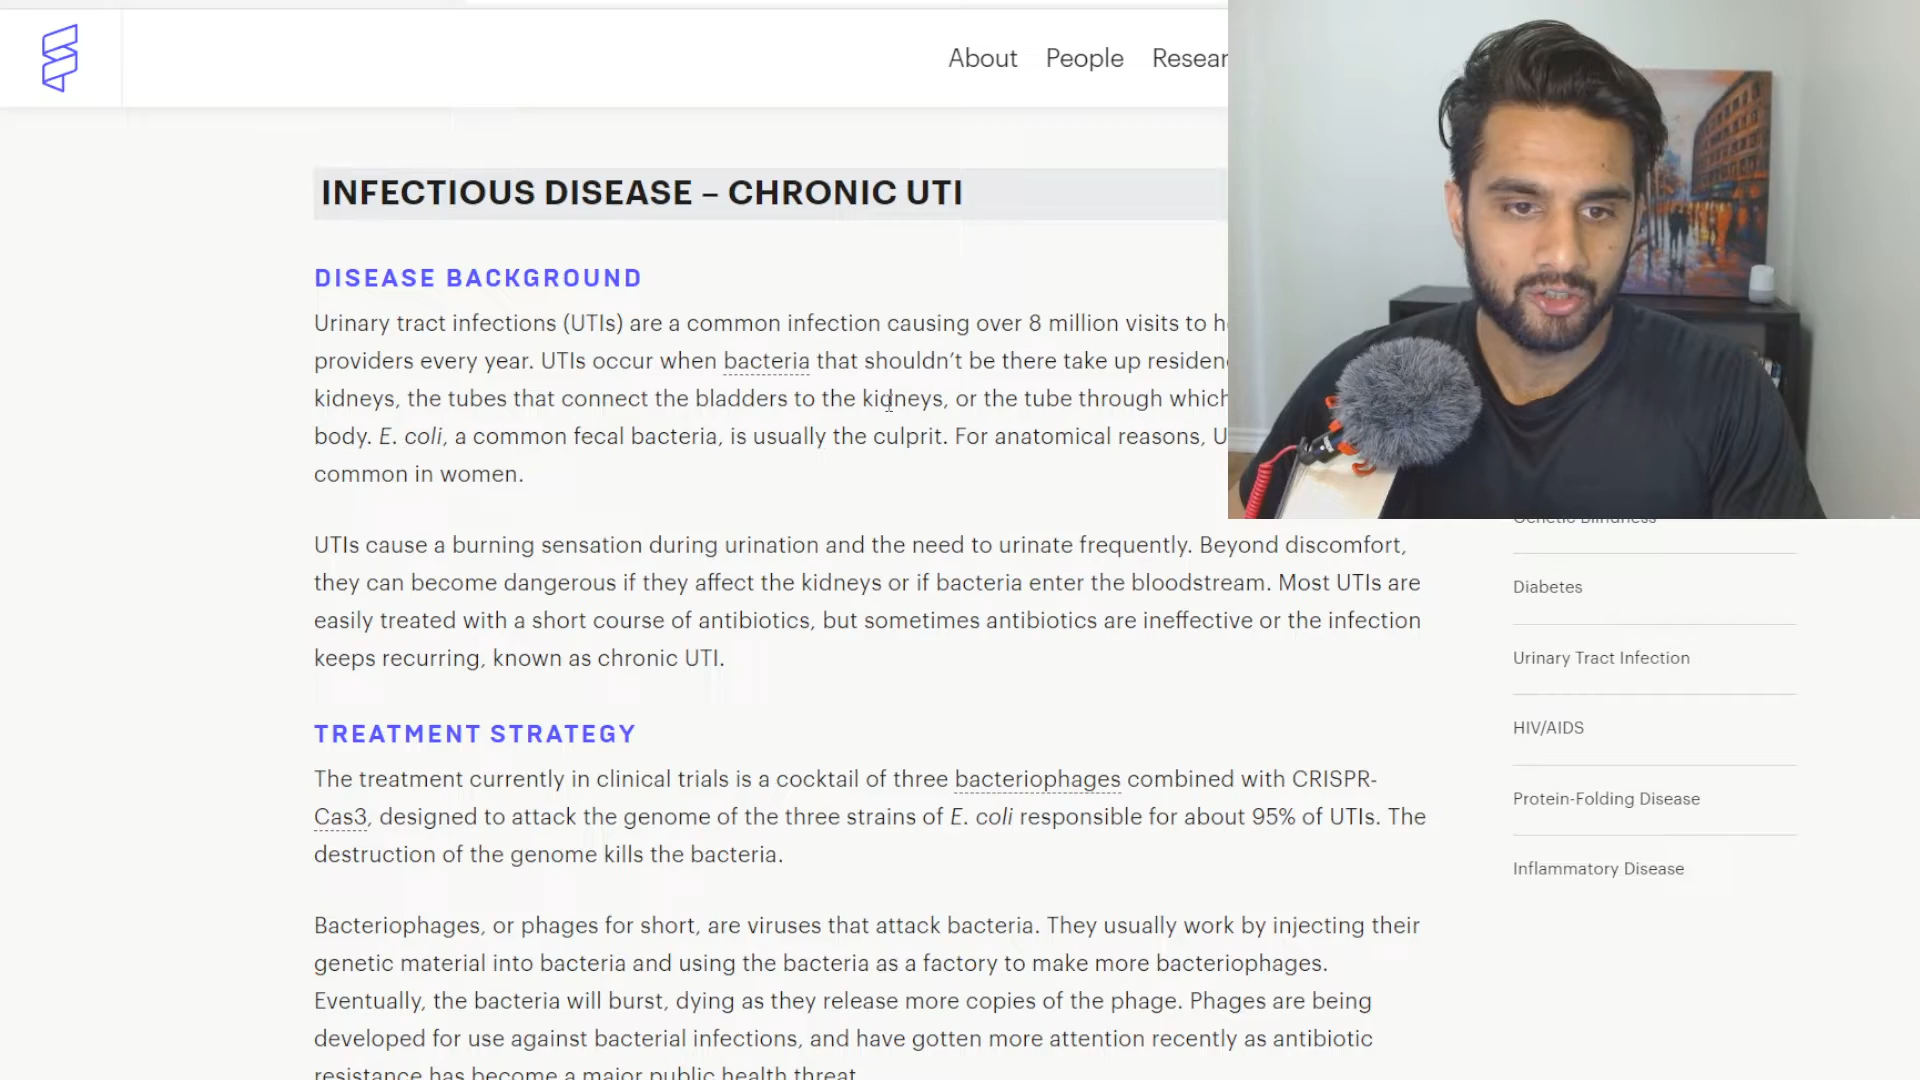 About People Resear
INFECTIOUS DISEASE – CHRONIC UTI
DISEASE BACKGROUND
Urinary tract infections (UTIs) are a common infection causing over 8 million visits to h
providers every year. UTIs occur when bacteria that shouldn’t be there take up residen
kidneys, the tubes that connect the bladders to the kidneys, or the tube through which
body. E. coli, a common fecal bacteria, is usually the culprit. For anatomical reasons, U
common in women.
UTIs cause a burning sensation during urination and the need to urinate frequently. Beyond discomfort,
they can become dangerous if they affect the kidneys or if bacteria enter the bloodstream. Most UTIs are
easily treated with a short course of antibiotics, but sometimes antibiotics are ineffective or the infection
keeps recurring, known as chronic UTI.
TREATMENT STRATEGY
The treatment currently in clinical trials is a cocktail of three bacteriophages combined with CRISPR-
Cas3, designed to attack the genome of the three strains of E. coli responsible for about 95% of UTIs. The
destruction of the genome kills the bacteria.
Bacteriophages, or phages for short, are viruses that attack bacteria. They usually work by injecting their
genetic material into bacteria and using the bacteria as a factory to make more bacteriophages.
Eventually, the bacteria will burst, dying as they release more copies of the phage. Phages are being
developed for use against bacterial infections, and have gotten more attention recently as antibiotic
resistance has become a major public health threat.
Genetic Blindness
Diabetes
Urinary Tract Infection
HIV/AIDS
Protein-Folding Disease
Inflammatory Disease